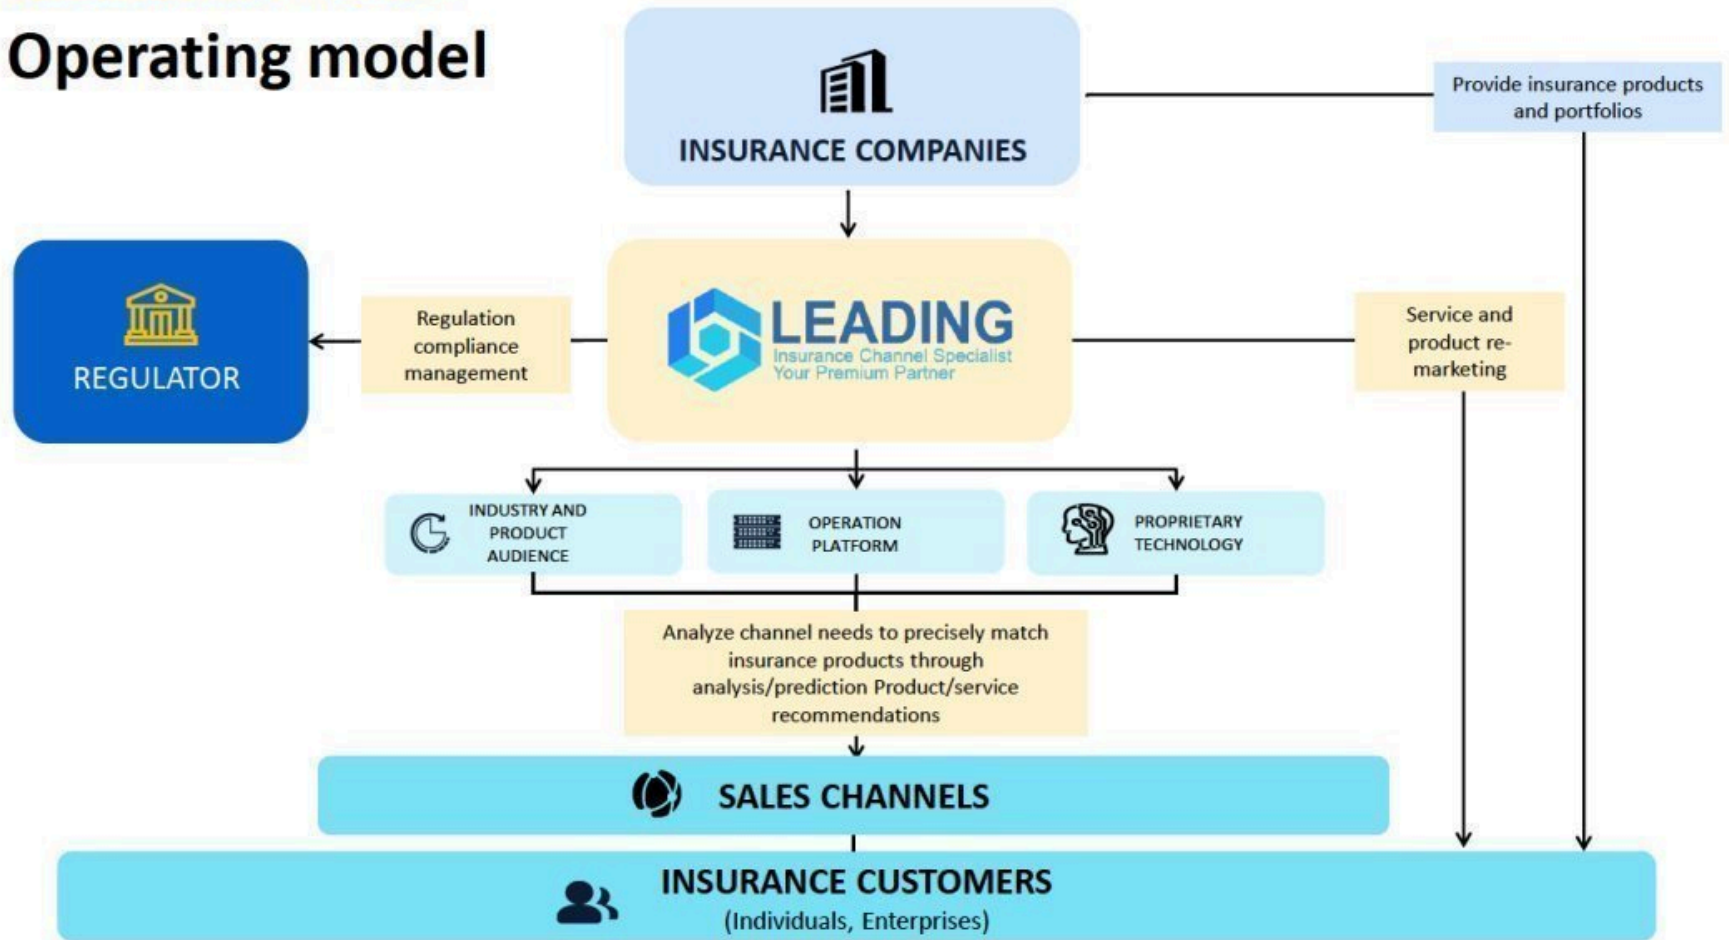 Operating model
INSURANCE COMPANIES
Provide insurance products
and portfolios
REGULATOR
Regulation
compliance
management
LEADING
Insurance Channel Specialist
Your Premium Partner
Service and
product re-
marketing
INDUSTRY AND
PRODUCT
AUDIENCE
OPERATION
PLATFORM
PROPRIETARY
TECHNOLOGY
Analyze channel needs to precisely match
insurance products through
analysis/prediction Product/service
recommendations
SALES CHANNELS
INSURANCE CUSTOMERS
(Individuals, Enterprises)